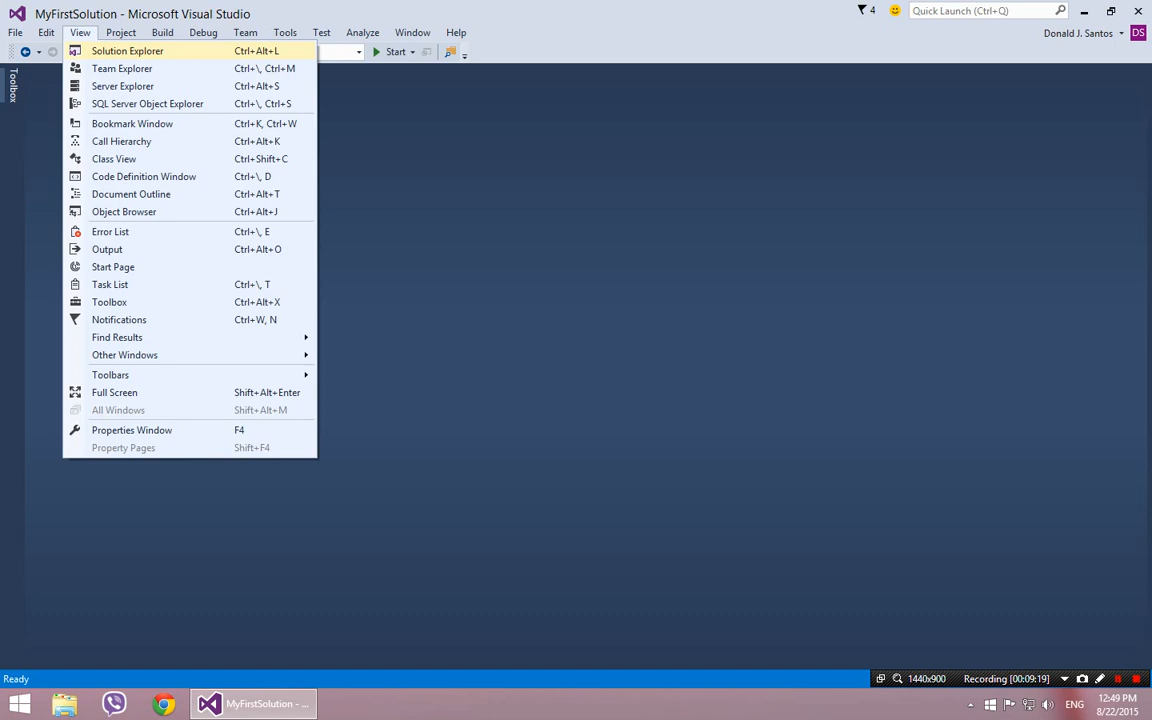 MyFirstSolution - Microsoft Visual Studio
4
Quick Launch (Ctrl+Q)
File Edit View Project Build Debug Team Tools Test Analyze Window Help
Donald J. Santos DS
Start
Toolbox
Solution Explorer Ctrl+Alt+L
Team Explorer Ctrl+\, Ctrl+M
Server Explorer Ctrl+Alt+S
SQL Server Object Explorer Ctrl+\, Ctrl+S
Bookmark Window Ctrl+K, Ctrl+W
Call Hierarchy Ctrl+Alt+K
Class View Ctrl+Shift+C
Code Definition Window Ctrl+\, D
Document Outline Ctrl+Alt+T
Object Browser Ctrl+Alt+J
Error List Ctrl+\, E
Output Ctrl+Alt+O
Start Page
Task List Ctrl+\, T
Toolbox Ctrl+Alt+X
Notifications Ctrl+W, N
Find Results
Other Windows
Toolbars
Full Screen Shift+Alt+Enter
All Windows Shift+Alt+M
Properties Window F4
Property Pages Shift+F4
Ready
1440x900 Recording [00:09:19]
MyFirstSolution - ...
ENG
12:49 PM
8/22/2015